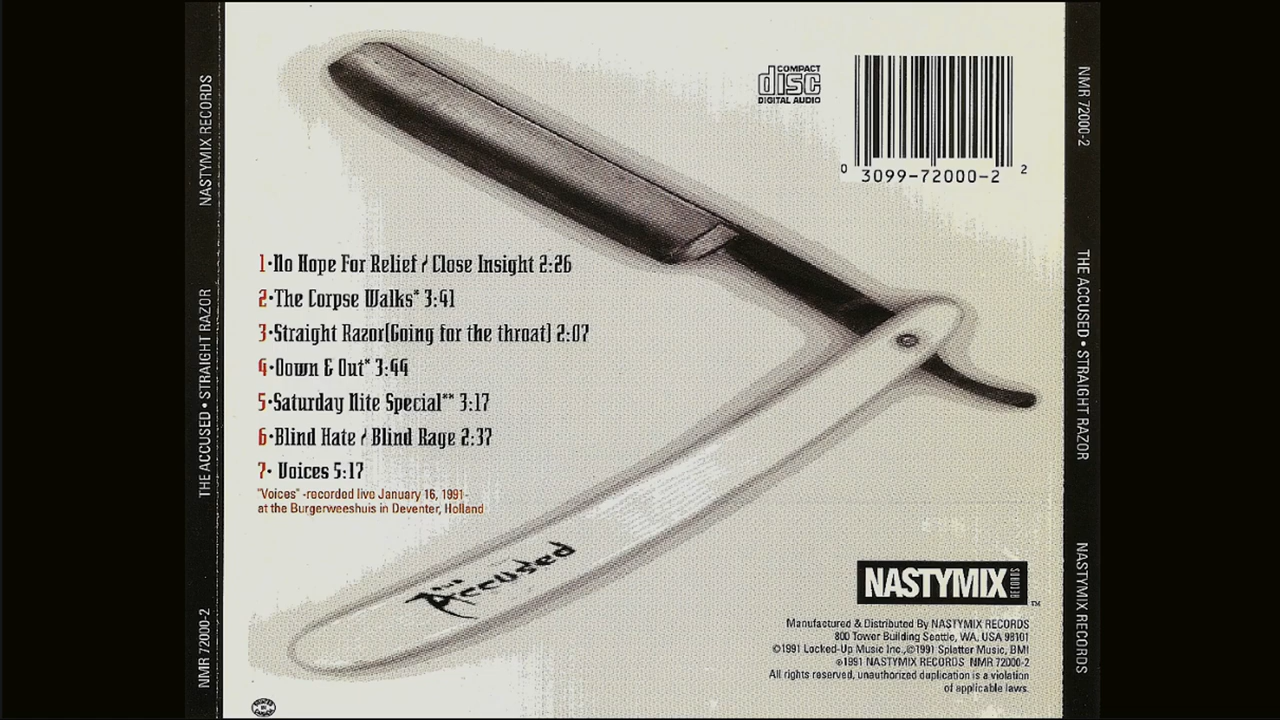 NASTYMIX RECORDS
THE ACCUSED • STRAIGHT RAZOR
NMR 72000-2
COMPACT
disc
DIGITAL AUDIO
0 3099-72000-2 2
1·No Hope For Relief / Close Insight 2:26
2·The Corpse Walks* 3:41
3·Straight Razor(Going for the throat) 2:07
4·Down & Out* 3:44
5·Saturday Nite Special** 3:17
6·Blind Hate / Blind Rage 2:37
7· Voices 5:17
"Voices" -recorded live January 16, 1991-
at the Burgerweeshuis in Deventer, Holland
THE Accused
NASTYMIX RECORDS ™
Manufactured & Distributed By NASTYMIX RECORDS
800 Tower Building Seattle, WA, USA 98101
©1991 Locked-Up Music Inc.,©1991 Splatter Music, BMI
℗1991 NASTYMIX RECORDS NMR 72000-2
All rights reserved, unauthorized duplication is a violation
of applicable laws.
NMR 72000-2
THE ACCUSED • STRAIGHT RAZOR
NASTYMIX RECORDS